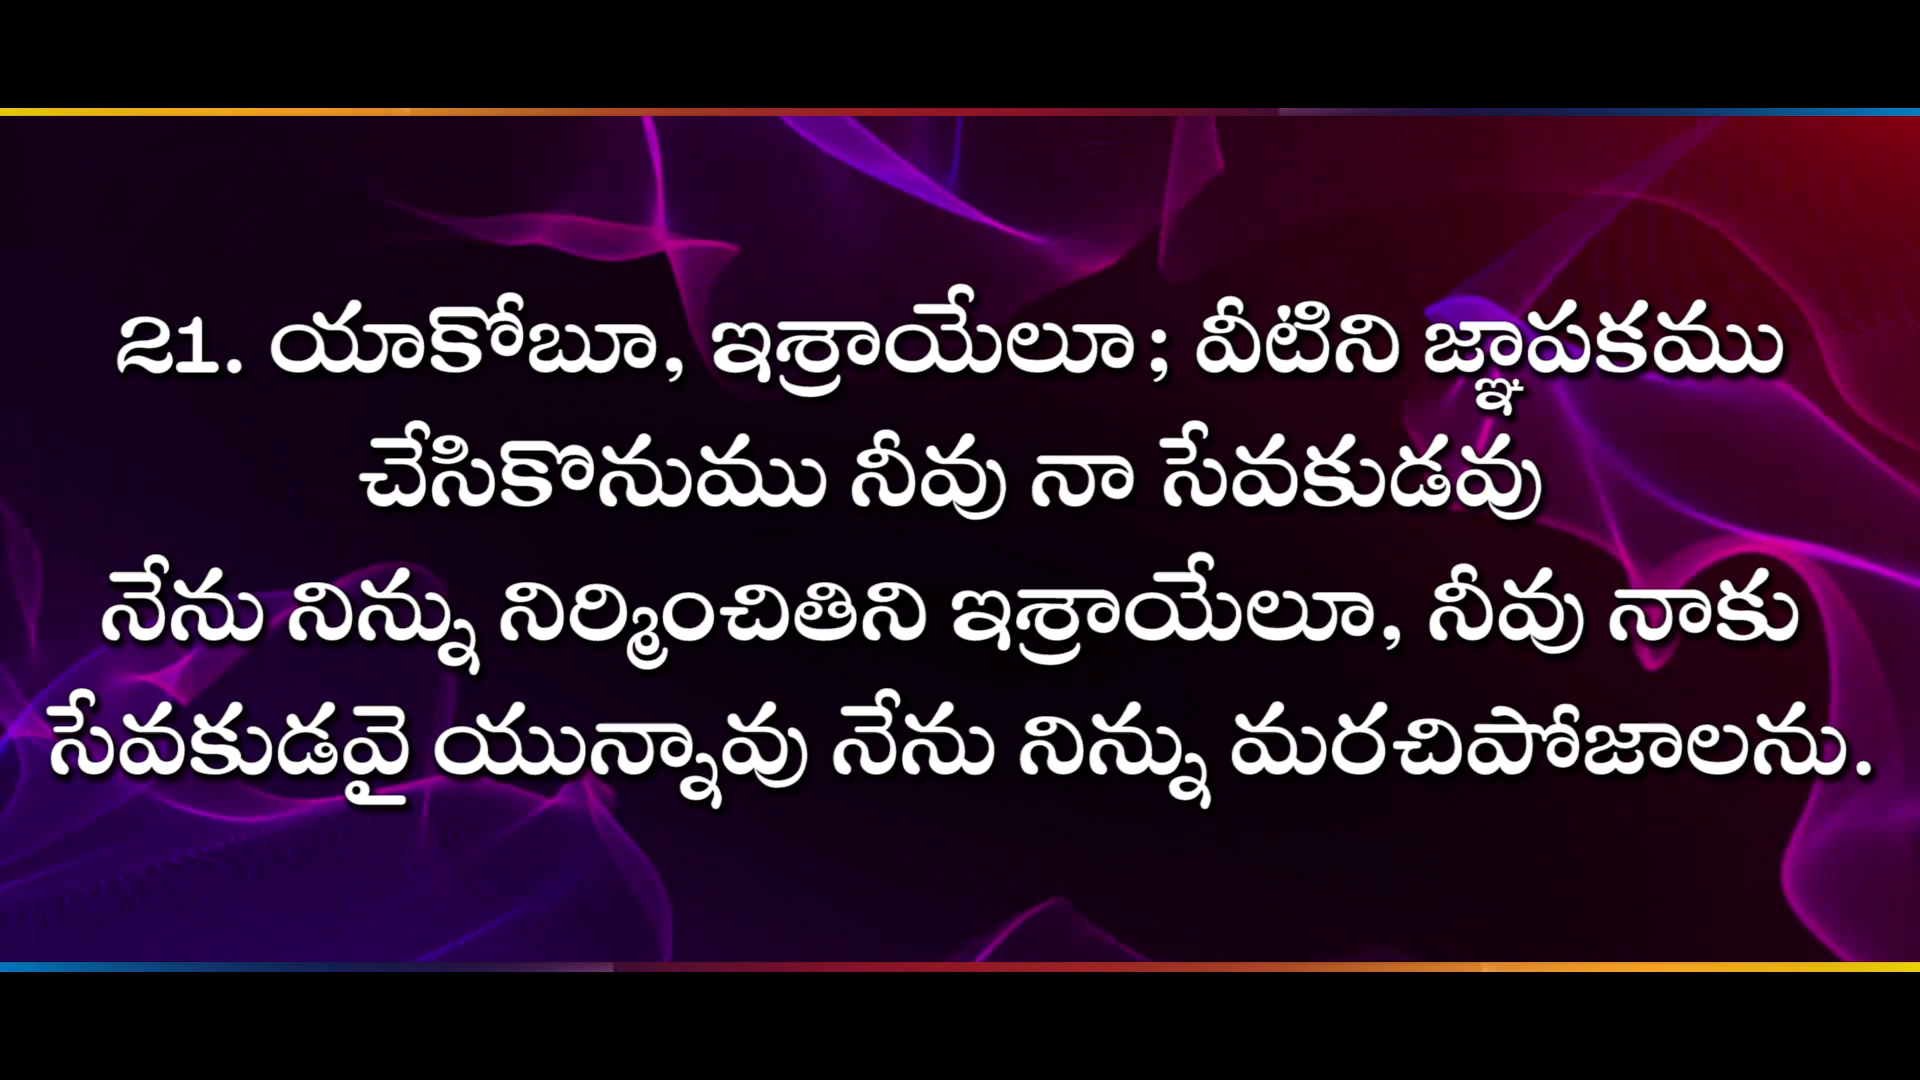 21. యాకోబూ, ఇశ్రాయేలూ; వీటిని జ్ఞాపకము
చేసికొనుము నీవు నా సేవకుడవు
నేను నిన్ను నిర్మించితిని ఇశ్రాయేలూ, నీవు నాకు
సేవకుడవై యున్నావు నేను నిన్ను మరచిపోజాలను.